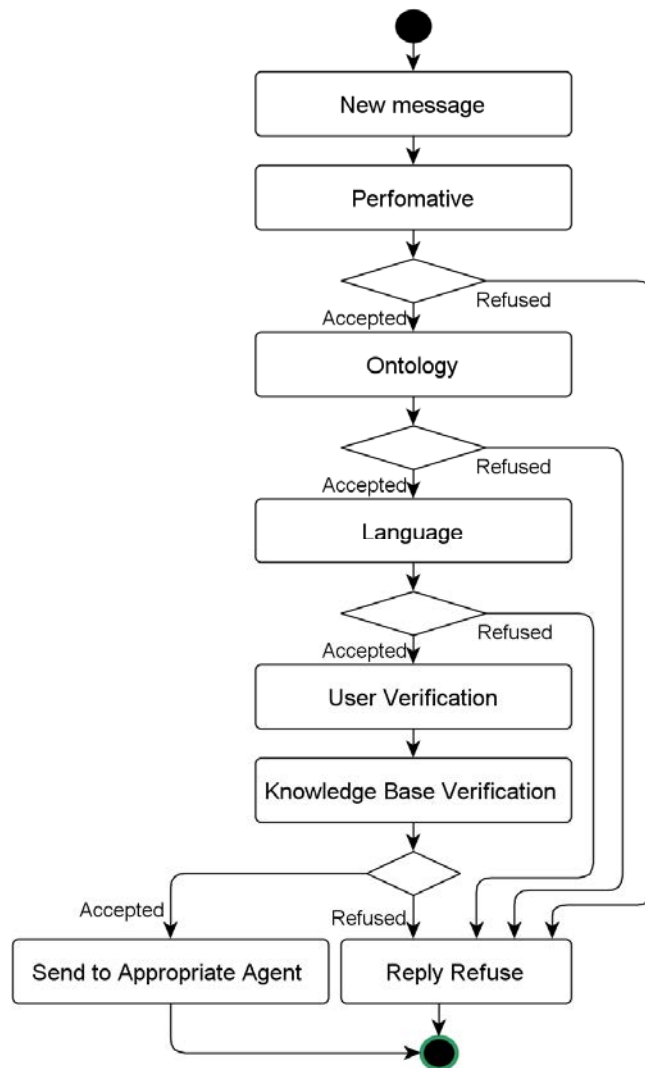 New message
Perfomative
Refused
Accepted
Ontology
Refused
Accepted
Language
Refused
Accepted
User Verification
Knowledge Base Verification
Accepted
Refused
Send to Appropriate Agent
Reply Refuse